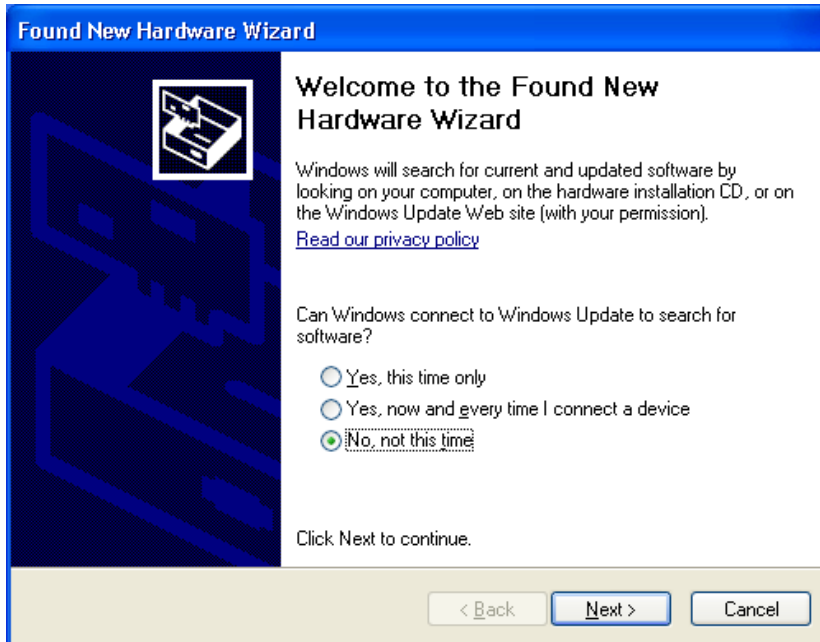 Found New Hardware Wizard
Welcome to the Found New
Hardware Wizard
Windows will search for current and updated software by
looking on your computer, on the hardware installation CD, or on
the Windows Update Web site (with your permission).
Read our privacy policy
Can Windows connect to Windows Update to search for
software?
Yes, this time only
Yes, now and every time I connect a device
No, not this time
Click Next to continue.
< Back
Next >
Cancel